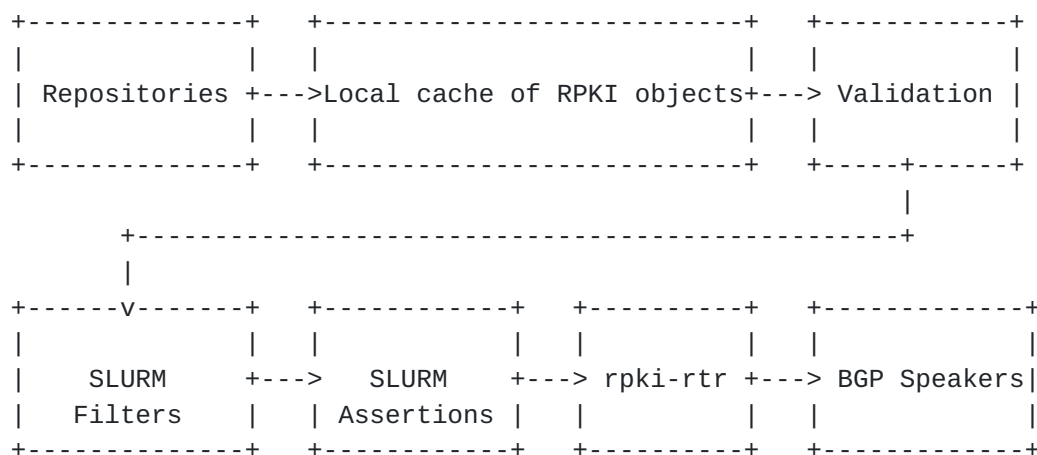 Repositories Local cache of RPKI objects Validation
SLURM SLURM rpki-rtr BGP Speakers
Filters Assertions